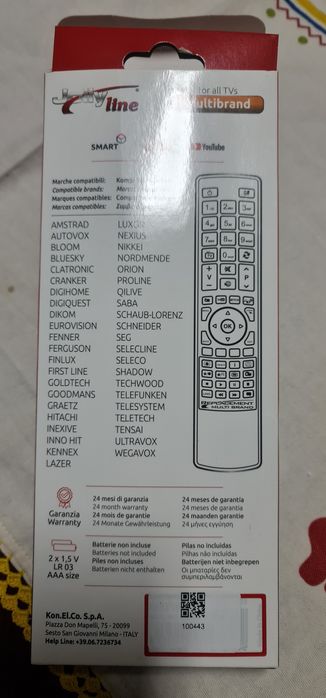 line
for all TVs
Multibrand
SMART
YouTube
Marche compatibili:
Compatible brands:
Marques compatibles:
Marcas compatibles:
AMSTRAD
AUTOVOX
BLOOM
BLUESKY
CLATRONIC
CRANKER
DIGIHOME
DIGIQUEST
DIKOM
EUROVISION
FENNER
FERGUSON
FINLUX
FIRST LINE
GOLDTECH
GOODMANS
GRAETZ
HITACHI
INEXIVE
INNO HIT
KENNEX
LAZER
LUXOR
NEXIUS
NIKKEI
NORDMENDE
ORION
PROLINE
QILIVE
SABA
SCHAUB-LORENZ
SCHNEIDER
SEG
SELECLINE
SELECO
SHADOW
TECHWOOD
TELEFUNKEN
TELESYSTEM
TELETECH
TENSAI
ULTRAVOX
WEGAVOX
OK
REPLACEMENT
MULTI BRAND
Garanzia
Warranty
24 mesi di garanzia
24 month warranty
24 mois de garantie
24 Monate Gewährleistung
24 meses de garantía
24 meses de garantia
24 maanden garantie
24 μήνες εγγύηση
2 x 1,5 V
LR 03
AAA size
Batterie non incluse
Batteries not included
Piles non incluses
Batterien nicht enthalten
Pilas no incluidas
Pilhas não incluídas
Batterijen niet inbegrepen
Οι μπαταρίες δεν
συμπεριλαμβάνονται
Kon.El.Co. S.p.A.
Piazza Don Mapelli, 75 - 20099
Sesto San Giovanni Milano - ITALY
Help Line: +39.06.7236734
100443